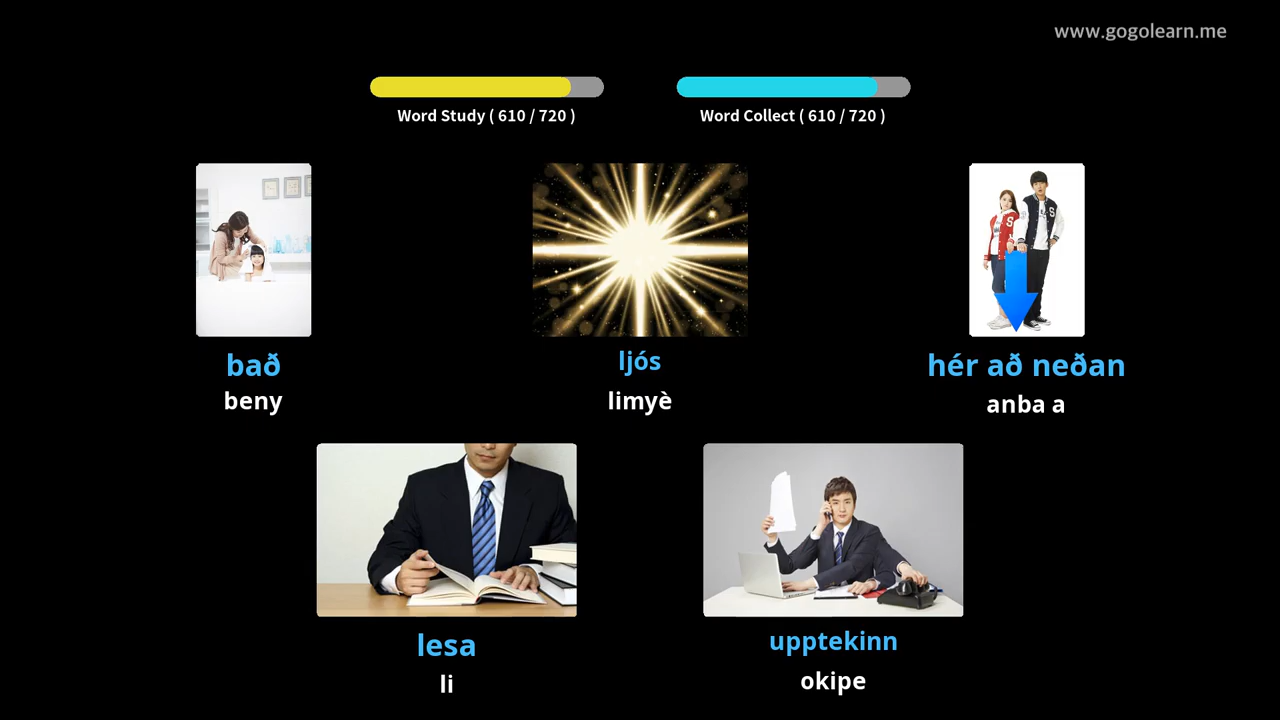 www.gogolearn.me
Word Study ( 610 / 720 )
Word Collect ( 610 / 720 )
bað
beny
ljós
limyè
hér að neðan
anba a
lesa
li
upptekinn
okipe